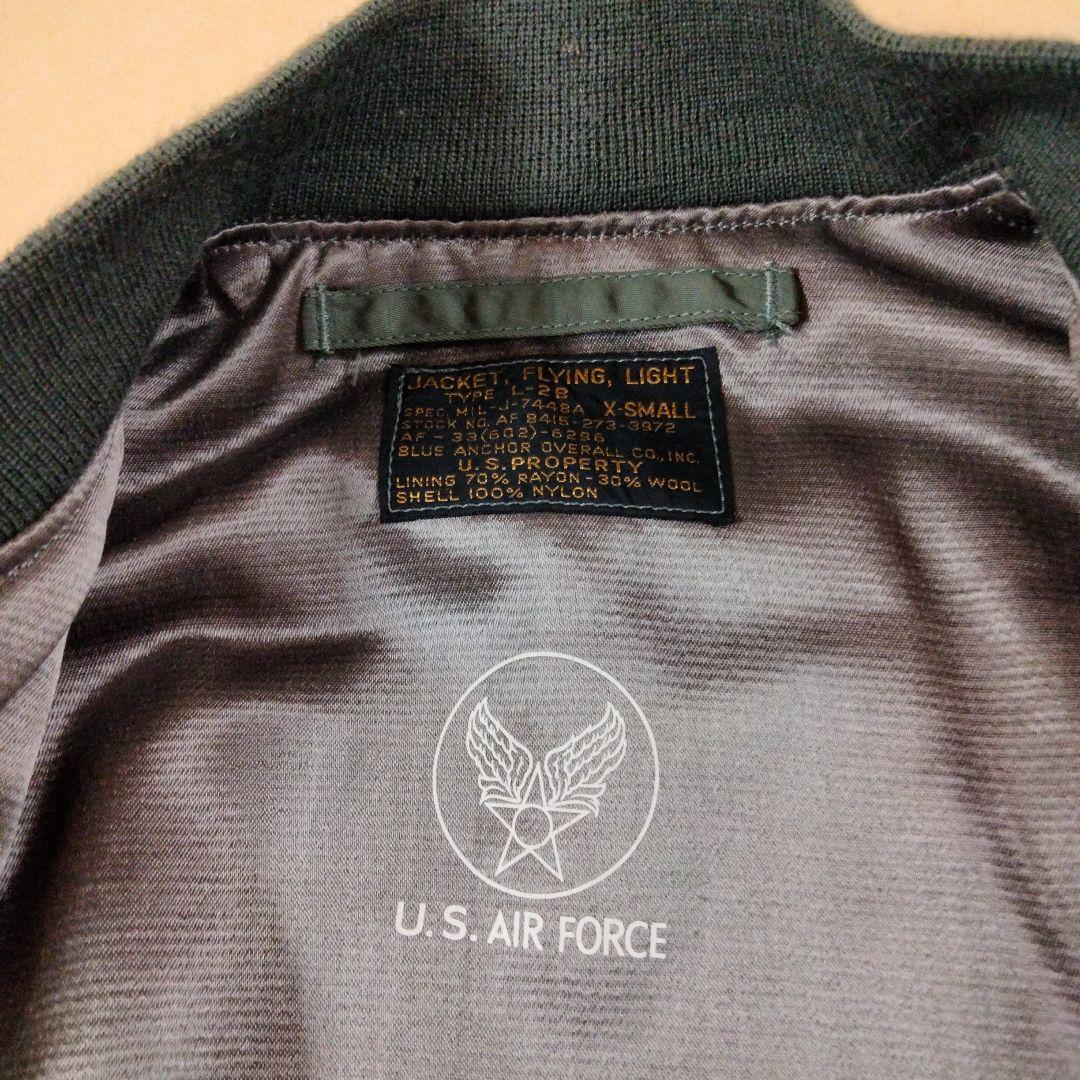 JACKET, FLYING, LIGHT
TYPE L-2B
SPEC. MIL-J-7448A X-SMALL
STOCK NO. AF 8415-273-3972
AF-33(602)-6286
BLUE ANCHOR OVERALL CO., INC.
U.S. PROPERTY
LINING 70% RAYON-30% WOOL
SHELL 100% NYLON
U.S. AIR FORCE